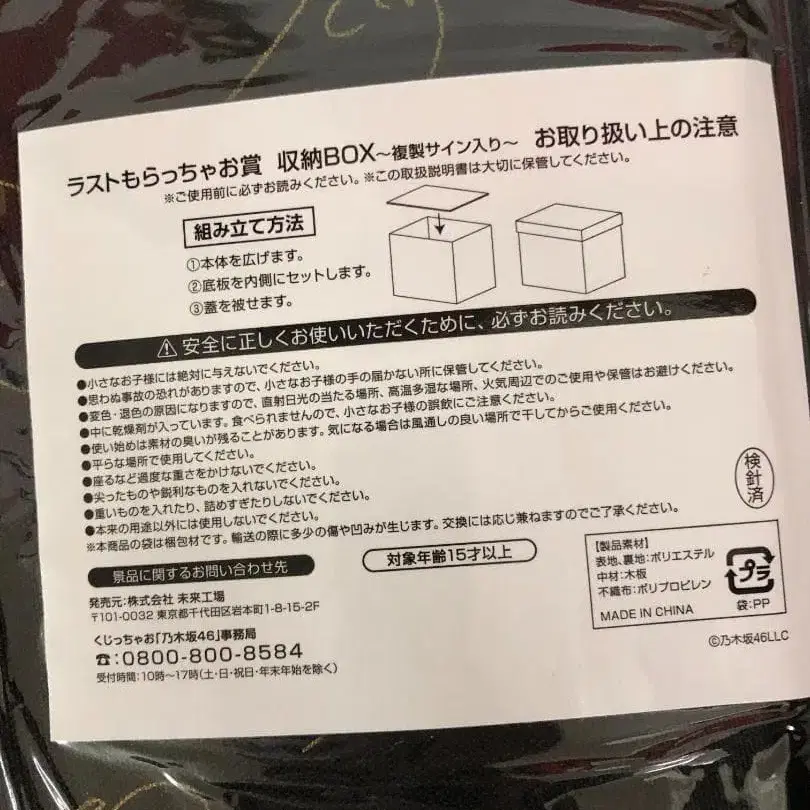 ラストもらっちゃお賞 収納BOX～複製サイン入り～ お取り扱い上の注意
※ご使用前に必ずお読みください。※この取扱説明書は大切に保管してください。
組み立て方法
①本体を広げます。
②底板を内側にセットします。
③蓋を被せます。
⚠安全に正しくお使いいただくために、必ずお読みください。
●小さなお子様には絶対に与えないでください。
●思わぬ事故の恐れがありますので、小さなお子様の手の届かない所に保管してください。
●変色・退色の原因になりますので、直射日光の当たる場所、高温多湿な場所、火気周辺でのご使用や保管はお避けください。
●中に乾燥剤が入っています。食べられませんので、小さなお子様の誤飲にご注意ください。
●使い始めは素材の臭いが残ることがあります。気になる場合は風通しの良い場所で干してからご使用ください。
●平らな場所で使用してください。
●座るなど過度な重さをかけないでください。
●尖ったものや鋭利なものを入れないでください。
●重いものを入れたり、詰めすぎたりしないでください。
●本来の用途以外には使用しないでください。
※本商品の袋は梱包材です。輸送の際に多少の傷や凹みが生じます。交換には応じ兼ねますのでご了承ください。
検針済
景品に関するお問い合わせ先
対象年齢15才以上
発売元：株式会社 未来工場
〒101-0032 東京都千代田区岩本町1-8-15-2F
くじっちゃお「乃木坂46」事務局
☎：0800-800-8584
受付時間：10時～17時(土・日・祝日・年末年始を除く)
【製品素材】
表地、裏地：ポリエステル
中材：木板
不織布：ポリプロピレン
MADE IN CHINA
プラ
袋：PP
©乃木坂46LLC